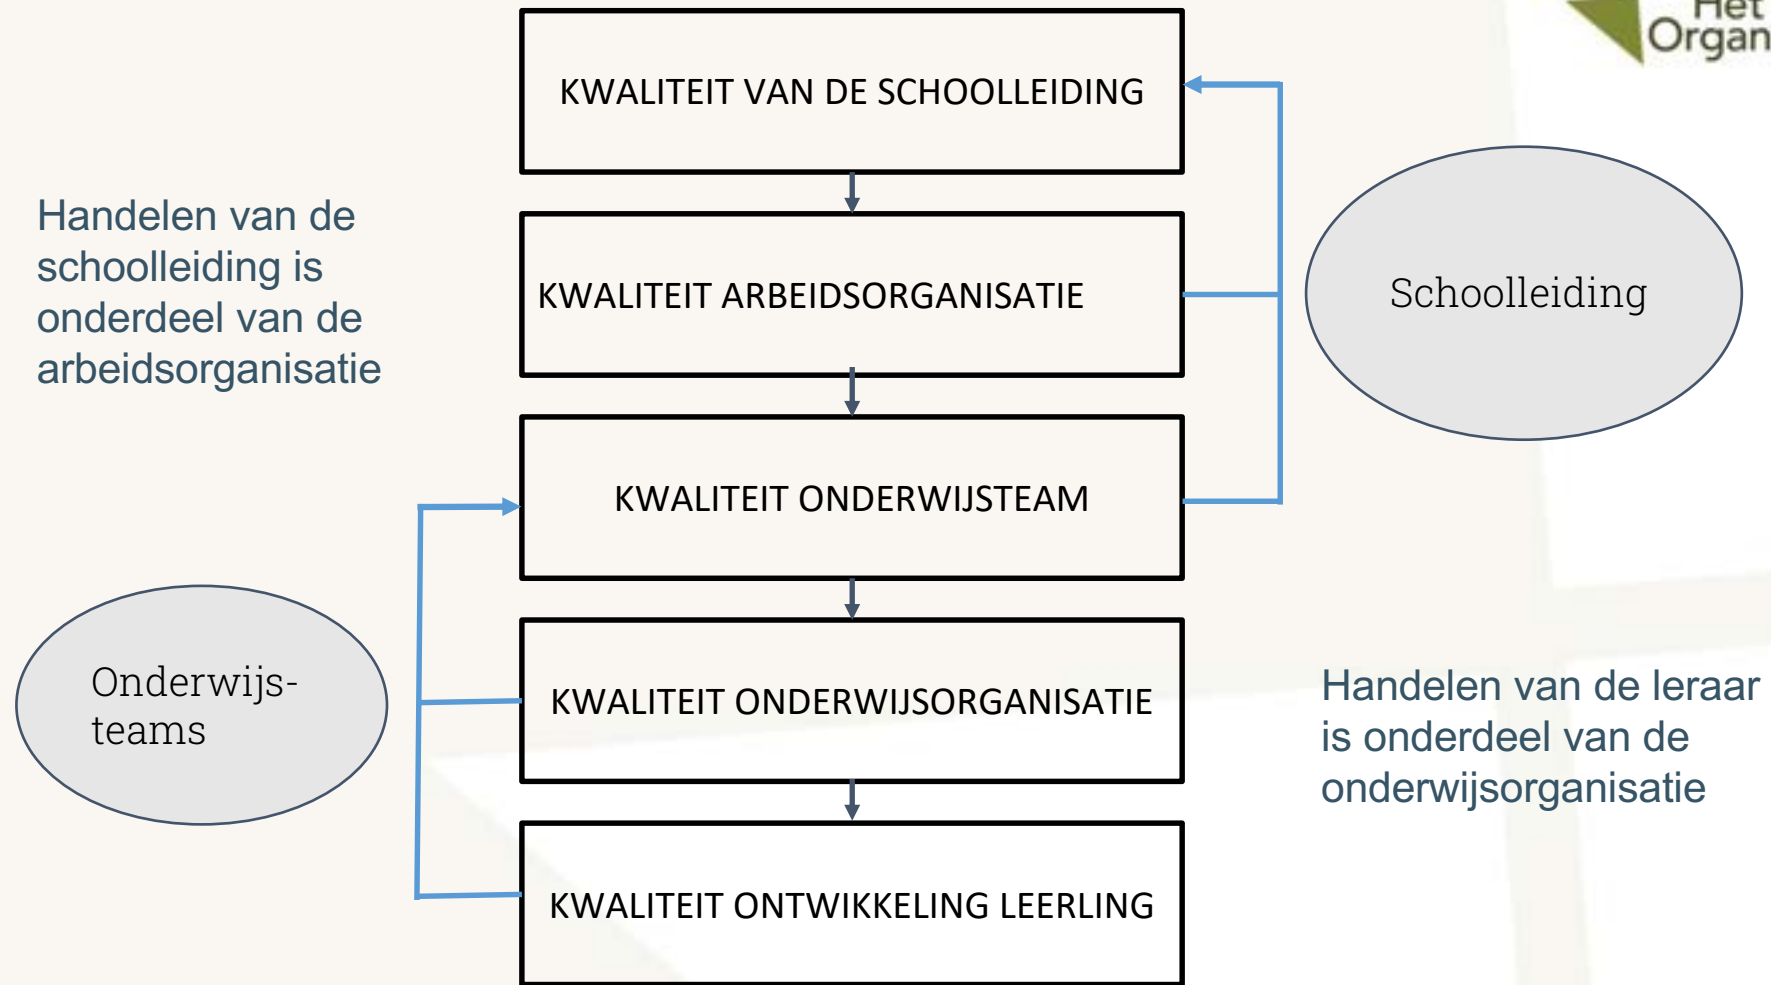 Het
Organ
KWALITEIT VAN DE SCHOOLLEIDING
Handelen van de
schoolleiding is
onderdeel van de
arbeidsorganisatie
KWALITEIT ARBEIDSORGANISATIE
Schoolleiding
KWALITEIT ONDERWIJSTEAM
Onderwijs-
teams
KWALITEIT ONDERWIJSORGANISATIE
Handelen van de leraar
is onderdeel van de
onderwijsorganisatie
KWALITEIT ONTWIKKELING LEERLING